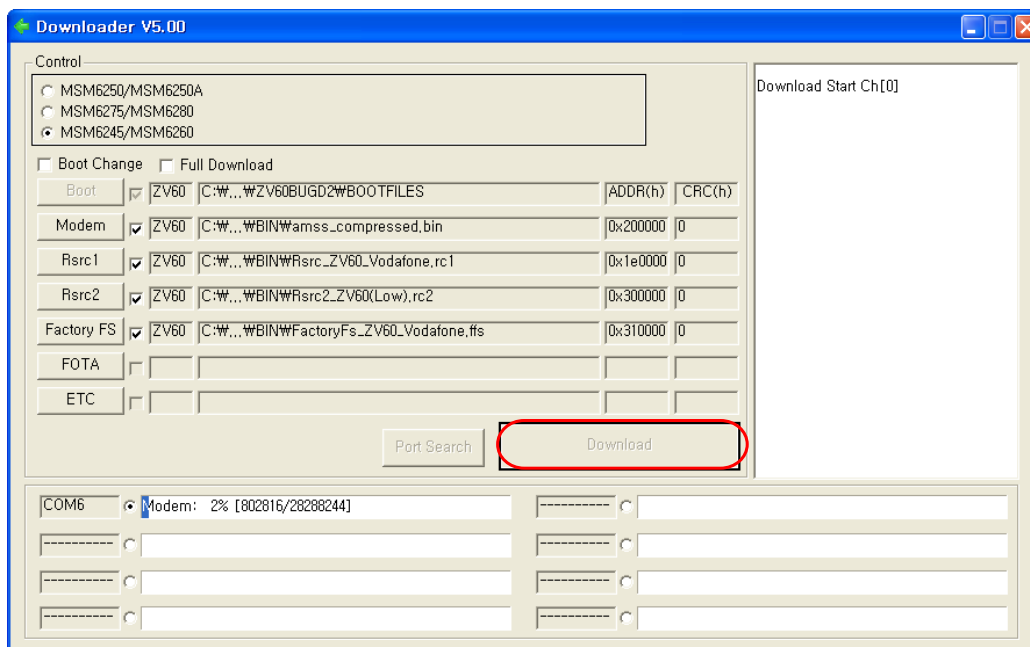 Downloader V5.00
Control
MSM6250/MSM6250A
MSM6275/MSM6280
MSM6245/MSM6260
Boot Change Full Download
Boot ZV60 C:₩,,,₩ZV60BUGD2₩BOOTFILES ADDR(h) CRC(h)
Modem ZV60 C:₩,,,₩BIN₩amss_compressed,bin 0x200000 0
Rsrc1 ZV60 C:₩,,,₩BIN₩Rsrc_ZV60_Vodafone,rc1 0x1e0000 0
Rsrc2 ZV60 C:₩,,,₩BIN₩Rsrc2_ZV60(Low),rc2 0x300000 0
Factory FS ZV60 C:₩,,,₩BIN₩FactoryFs_ZV60_Vodafone,ffs 0x310000 0
FOTA
ETC
Port Search Download
Download Start Ch[0]
COM6 Modem: 2% [802816/28288244] ----------
---------- ----------
---------- ----------
---------- ----------